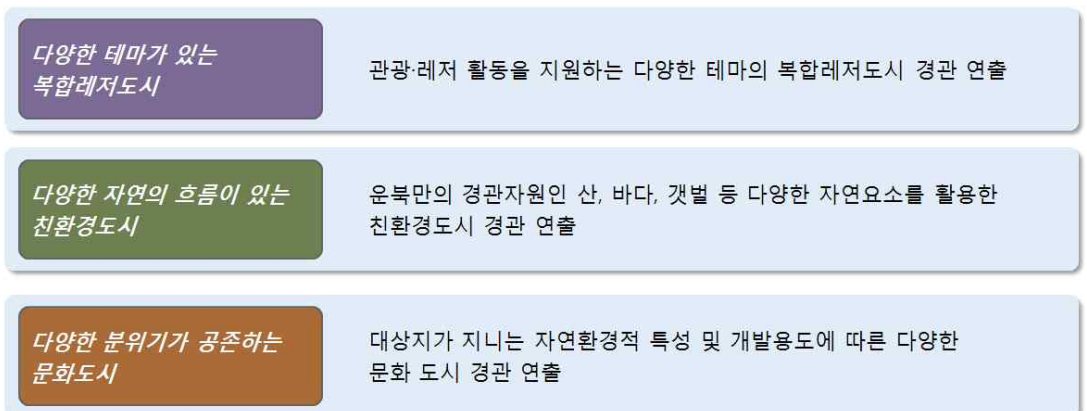 다양한 테마가 있는
복합레저도시
관광·레저 활동을 지원하는 다양한 테마의 복합레저도시 경관 연출
다양한 자연의 흐름이 있는
친환경도시
운북만의 경관자원인 산, 바다, 갯벌 등 다양한 자연요소를 활용한
친환경도시 경관 연출
다양한 분위기가 공존하는
문화도시
대상지가 지니는 자연환경적 특성 및 개발용도에 따른 다양한
문화 도시 경관 연출